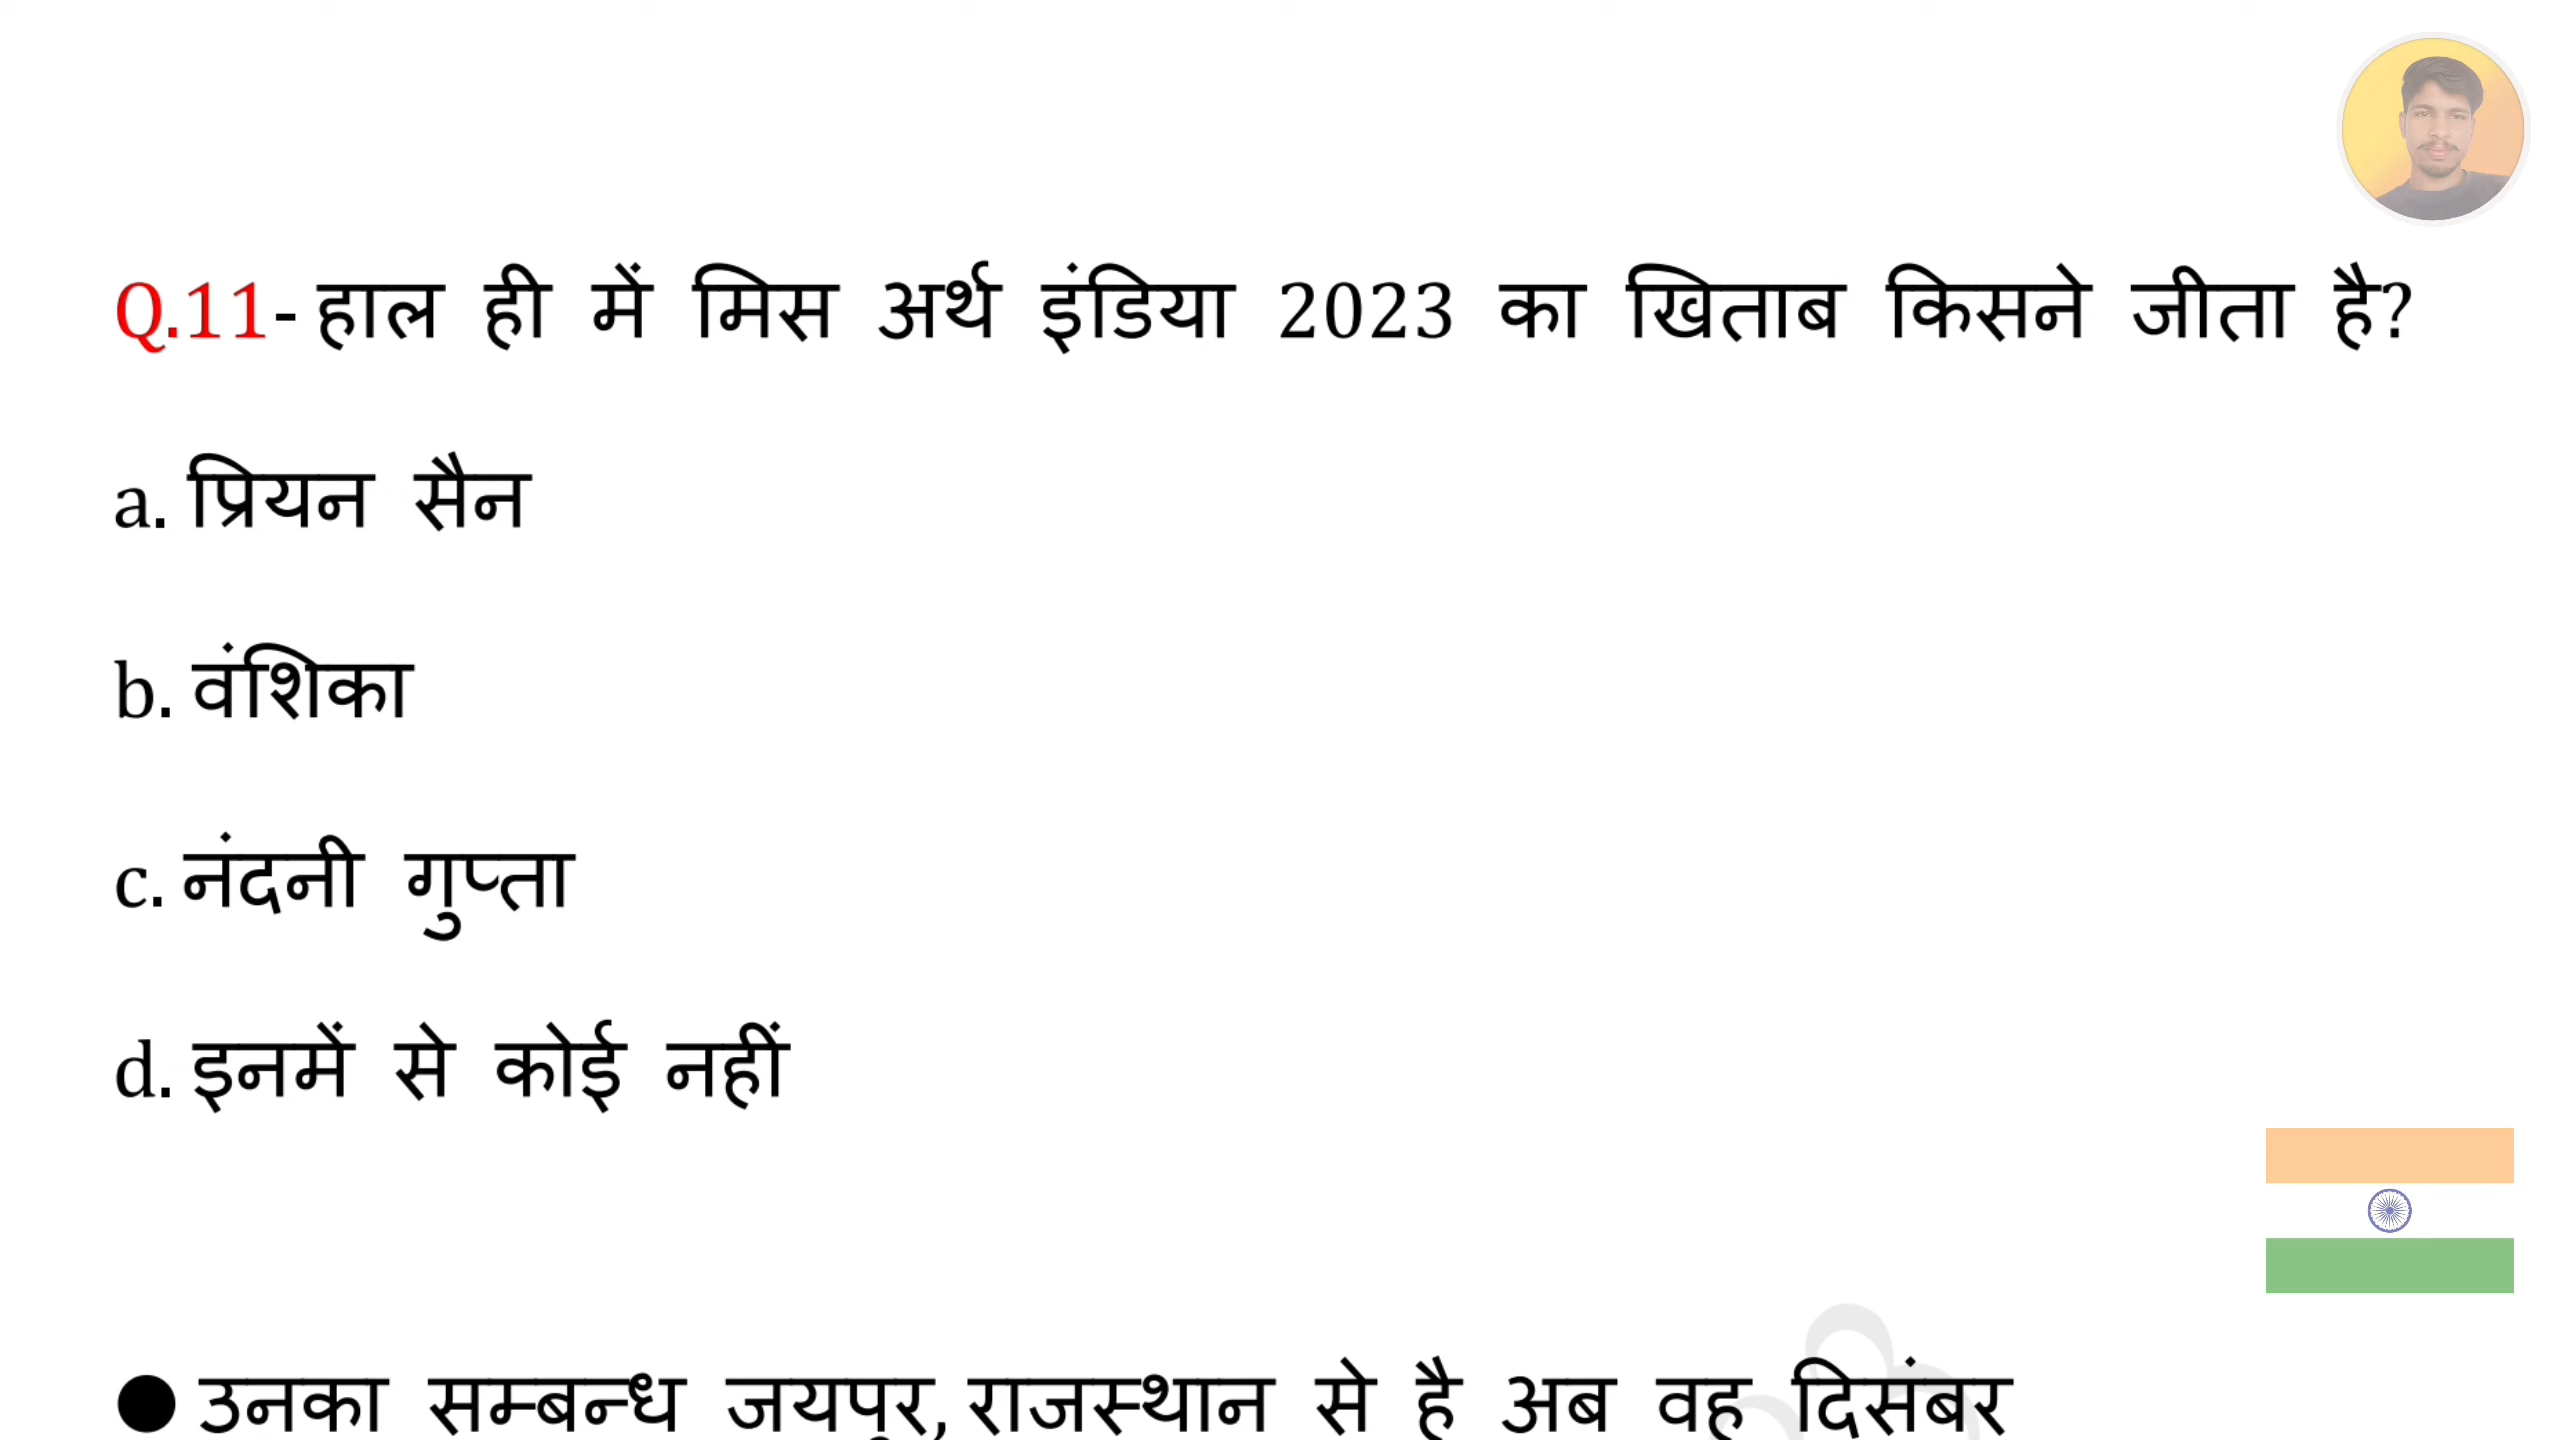 Q.11- हाल ही में मिस अर्थ इंडिया 2023 का खिताब किसने जीता है?
a. प्रियन सैन
b. वंशिका
c. नंदनी गुप्ता
d. इनमें से कोई नहीं
● उनका सम्बन्ध जयपुर, राजस्थान से है अब वह दिसंबर